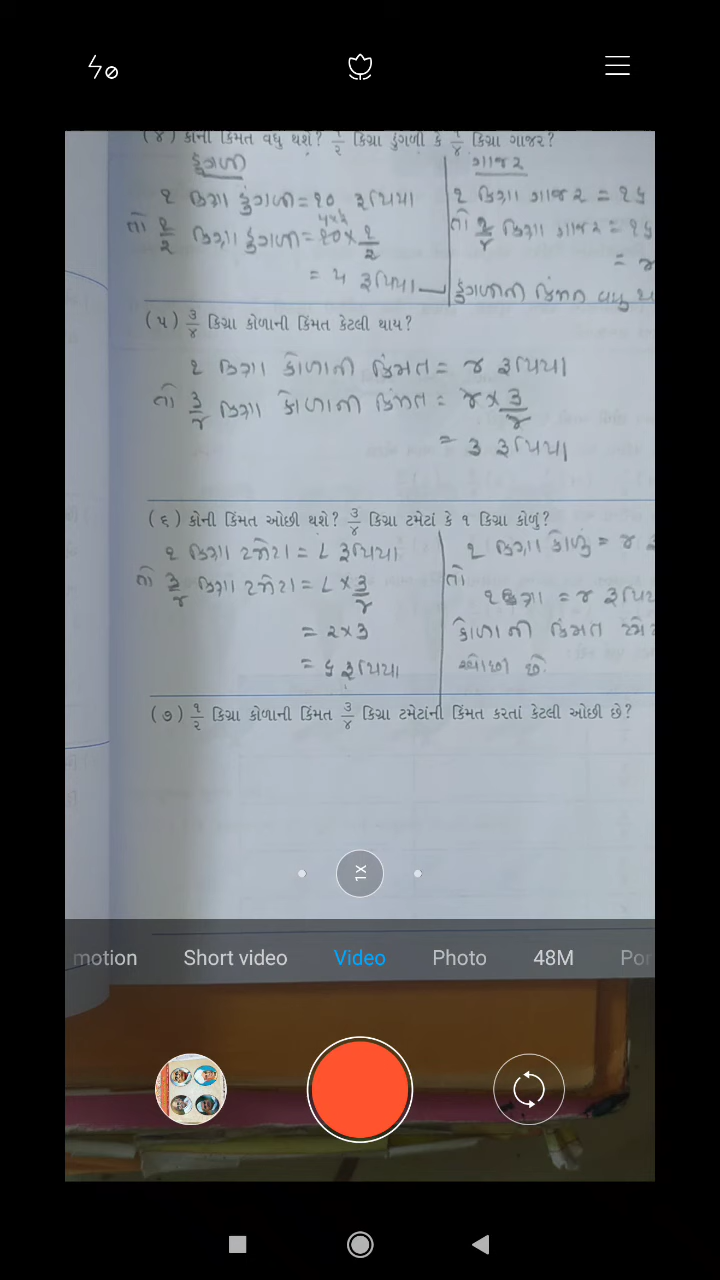 (૪) કોની કિંમત વધુ થશે? ૧/૨ કિગ્રા ડુંગળી કે ૧/૪ કિગ્રા ગાજર?
ડુંગળી
૧ કિગ્રા ડુંગળી = ૧૦ રૂપિયા
તો ૧/૨ કિગ્રા ડુંગળી = ૧૦ × ૧/૨
= ૫ રૂપિયા
ગાજર
૧ કિગ્રા ગાજર = ૧૬
તો ૧/૪ કિગ્રા ગાજર = ૧૬
= ૪
ડુંગળીની કિંમત વધુ થ
(૫) ૩/૪ કિગ્રા કોળાની કિંમત કેટલી થાય?
૧ કિગ્રા કોળાની કિંમત = ૪ રૂપિયા
તો ૩/૪ કિગ્રા કોળાની કિંમત = ૪ × ૩/૪
= ૩ રૂપિયા
(૬) કોની કિંમત ઓછી થશે? ૩/૪ કિગ્રા ટમેટાં કે ૧ કિગ્રા કોળું?
૧ કિગ્રા ટમેટા = ૮ રૂપિયા
તો ૩/૪ કિગ્રા ટમેટા = ૮ × ૩/૪
= ૨ × ૩
= ૬ રૂપિયા
૧ કિગ્રા કોળું = ૪ રૂ
તો
૧ કિગ્રા = ૪ રૂપિય
કોળાની કિંમત ટમે
ઓછી છે.
(૭) ૧/૨ કિગ્રા કોળાની કિંમત ૩/૪ કિગ્રા ટમેટાંની કિંમત કરતાં કેટલી ઓછી છે?
1X
motion Short video Video Photo 48M Por